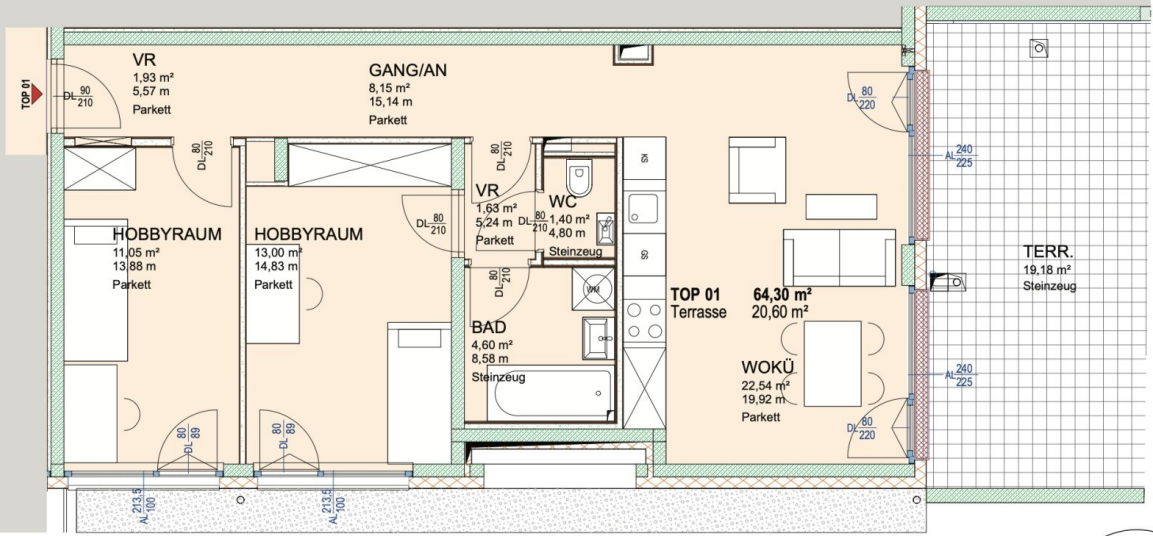 TOP 01
VR
1,93 m²
5,57 m
Parkett
DL 90
210
GANG/AN
8,15 m²
15,14 m
Parkett
DL 80
210
DL 80
210
DL 80
210
DL 80
210
DL 80
210
HOBBYRAUM
11,05 m²
13,88 m
Parkett
HOBBYRAUM
13,00 m²
14,83 m
Parkett
VR
1,63 m²
5,24 m
Parkett
WC
1,40 m²
4,80 m
Steinzeug
BAD
4,60 m²
8,58 m
Steinzeug
WM
KS
GS
TOP 01 64,30 m²
Terrasse 20,60 m²
WOKÜ
22,54 m²
19,92 m
Parkett
DL 80
220
AL 240
225
AL 240
225
DL 80
220
TERR.
19,18 m²
Steinzeug
DL 80
89
DL 80
89
AL 213,5
100
AL 213,5
100